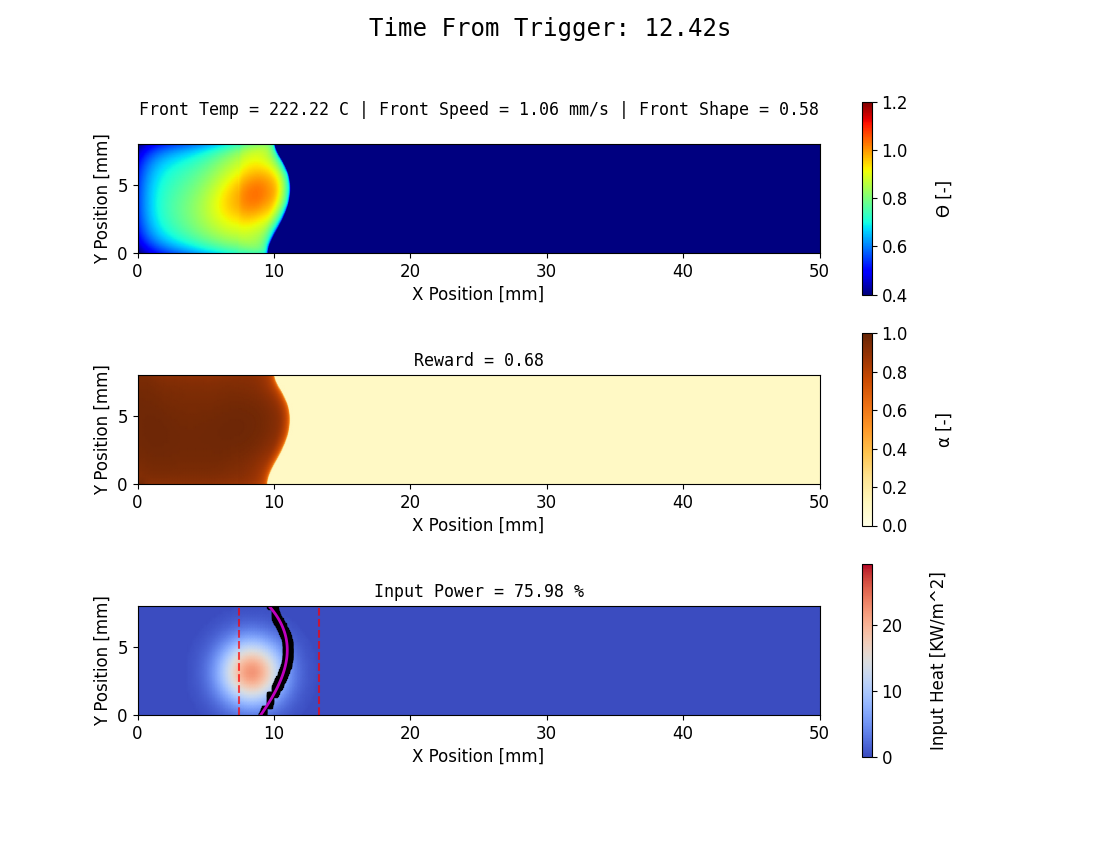 Time From Trigger: 12.42s
Front Temp = 222.22 C | Front Speed = 1.06 mm/s | Front Shape = 0.58
Y Position [mm]
5
0
0 10 20 30 40 50
X Position [mm]
1.2
1.0
0.8
0.6
0.4
Θ [-]
Reward = 0.68
Y Position [mm]
5
0
0 10 20 30 40 50
X Position [mm]
1.0
0.8
0.6
0.4
0.2
0.0
α [-]
Input Power = 75.98 %
Y Position [mm]
5
0
0 10 20 30 40 50
X Position [mm]
20
10
0
Input Heat [KW/m^2]